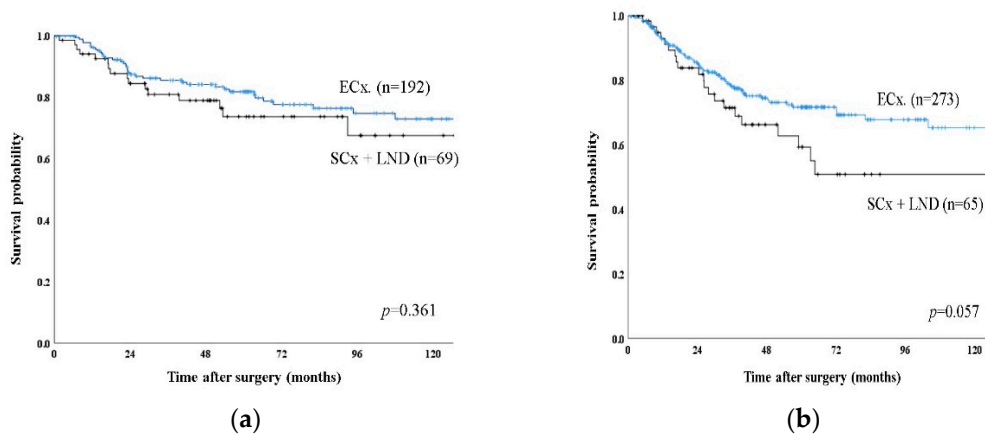 1.0
0.8
0.6
0.4
0.2
0.0
Survival probability
ECx. (n=192)
SCx + LND (n=69)
p=0.361
0 24 48 72 96 120
Time after surgery (months)
(a)
1.0
0.8
0.6
0.4
0.2
0.0
Survival probability
ECx. (n=273)
SCx + LND (n=65)
p=0.057
0 24 48 72 96 120
Time after surgery (months)
(b)